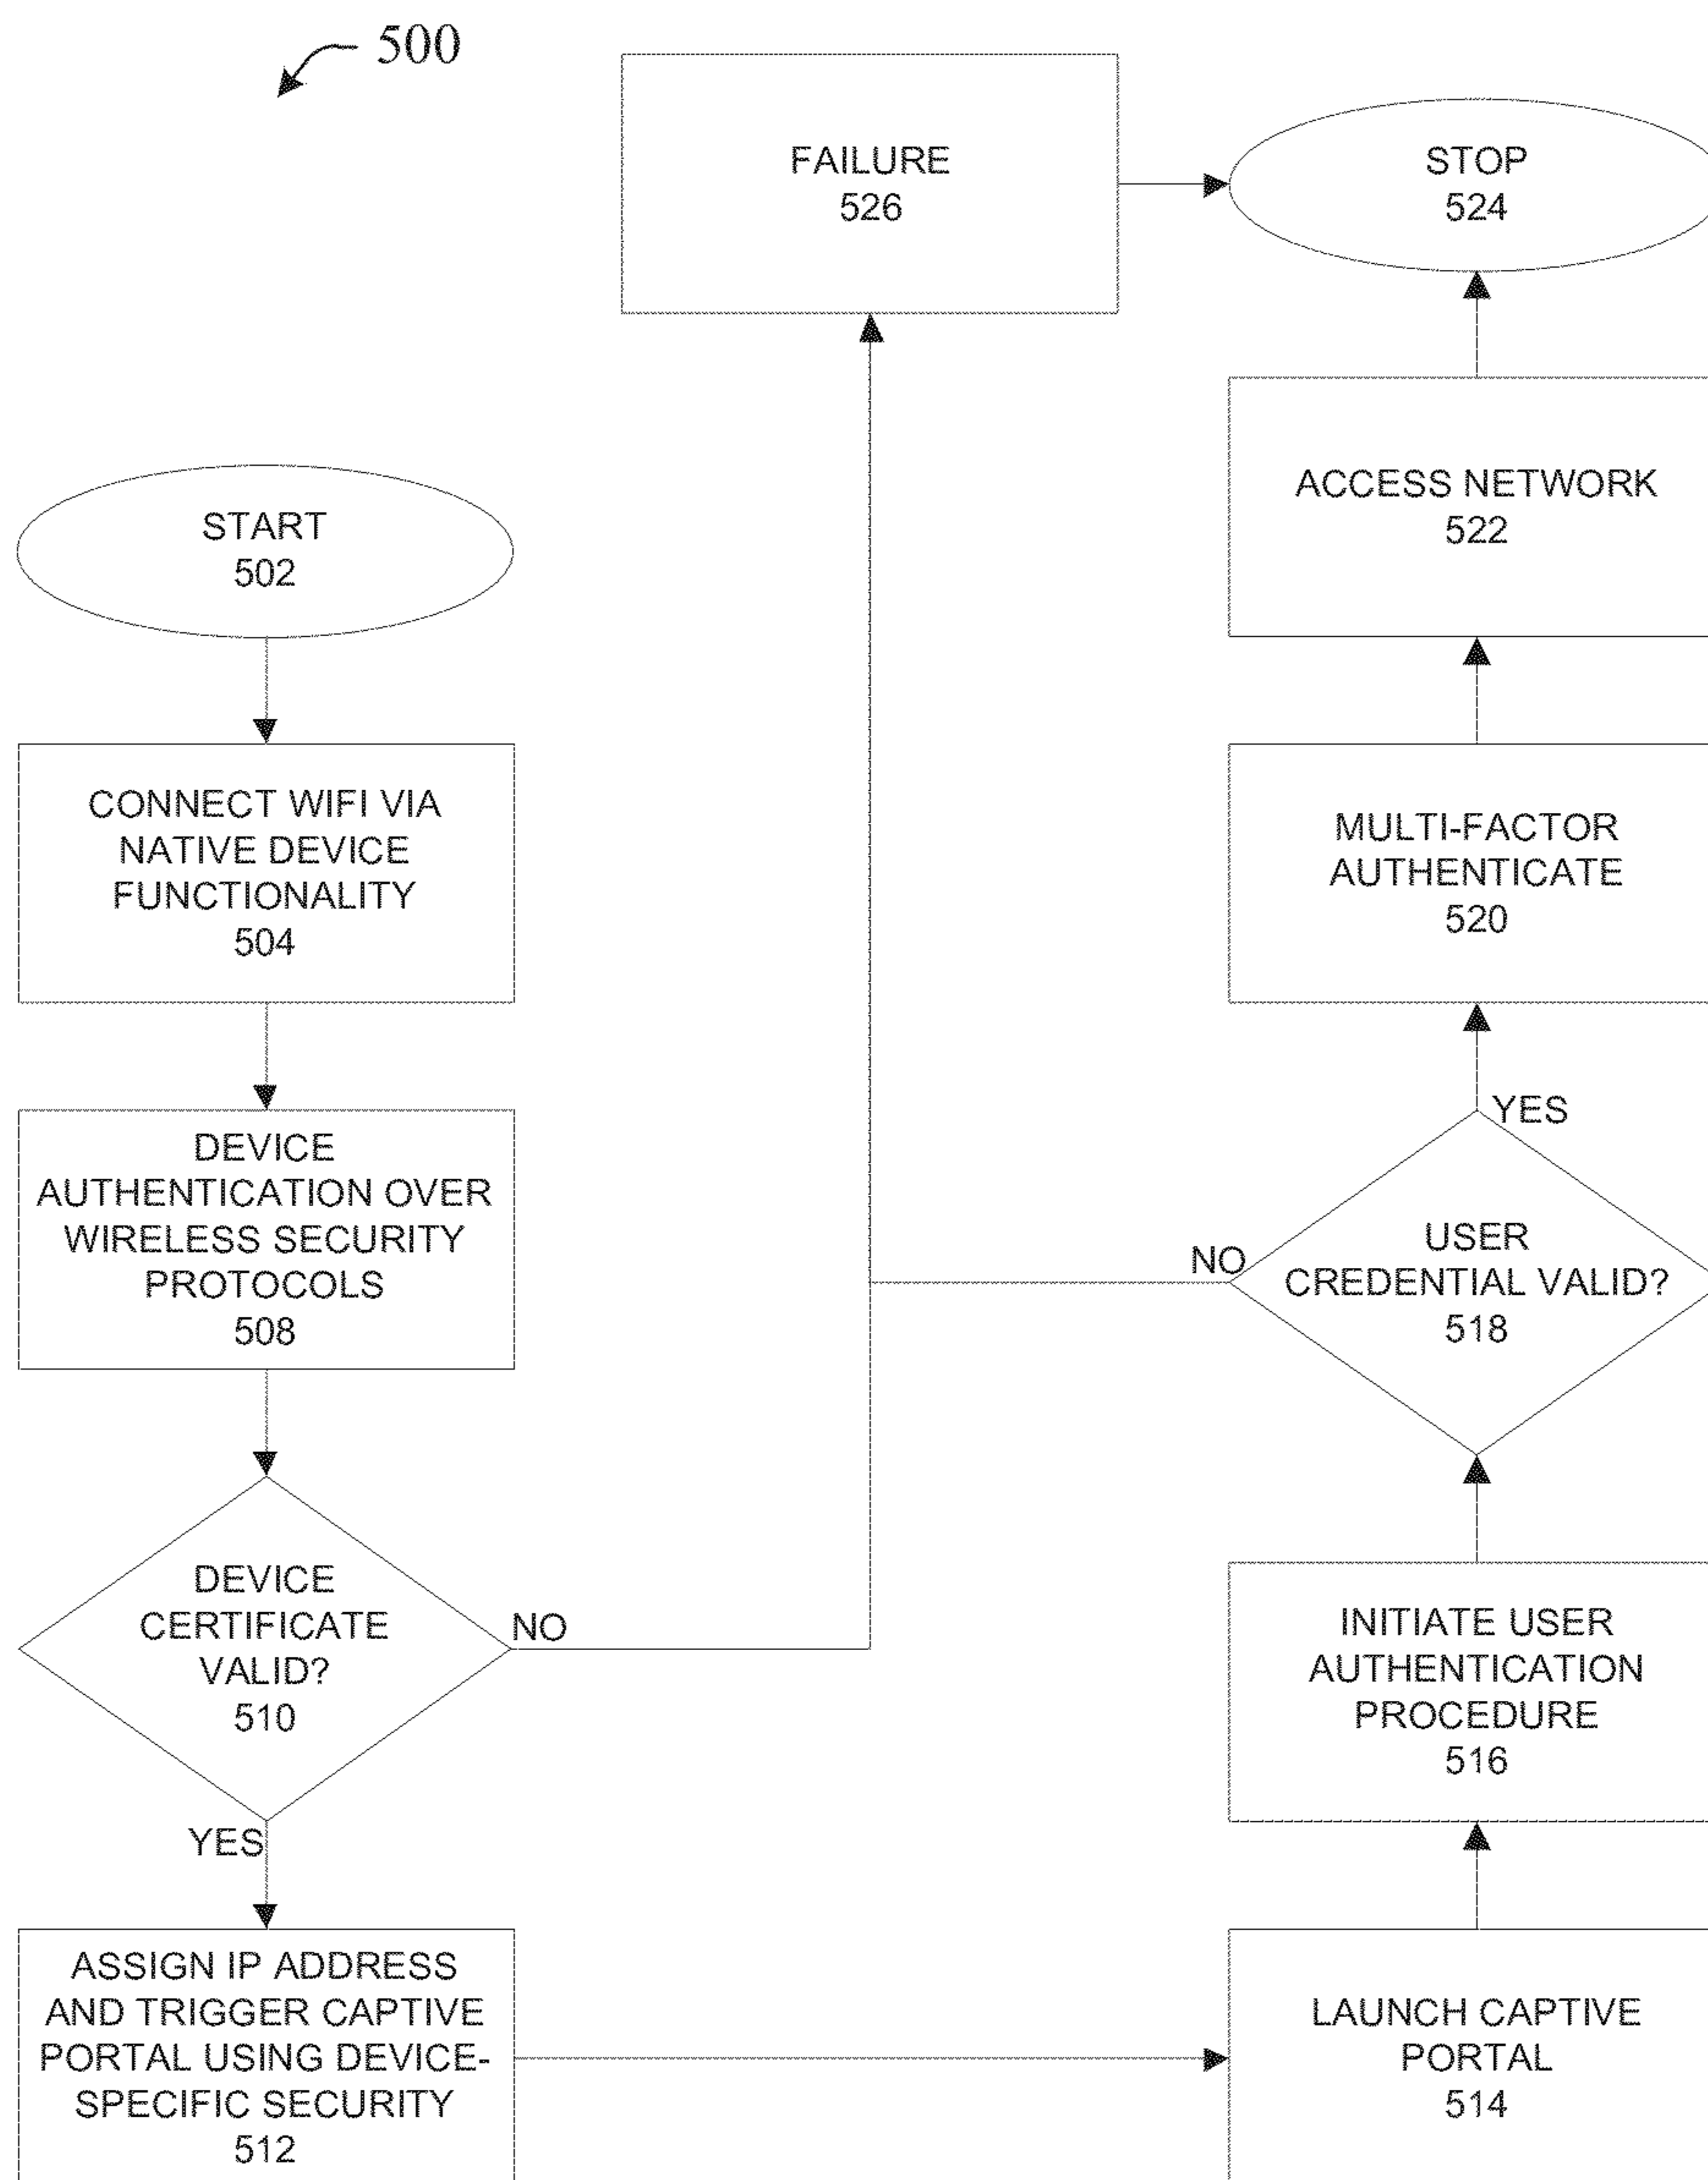 500
FAILURE
526
STOP
524
ACCESS NETWORK
522
START
502
CONNECT WIFI VIA
NATIVE DEVICE
FUNCTIONALITY
504
MULTI-FACTOR
AUTHENTICATE
520
DEVICE
AUTHENTICATION OVER
WIRELESS SECURITY
PROTOCOLS
508
YES
NO
USER
CREDENTIAL VALID?
518
DEVICE
CERTIFICATE
VALID?
510
NO
YES
INITIATE USER
AUTHENTICATION
PROCEDURE
516
ASSIGN IP ADDRESS
AND TRIGGER CAPTIVE
PORTAL USING DEVICE-
SPECIFIC SECURITY
512
LAUNCH CAPTIVE
PORTAL
514